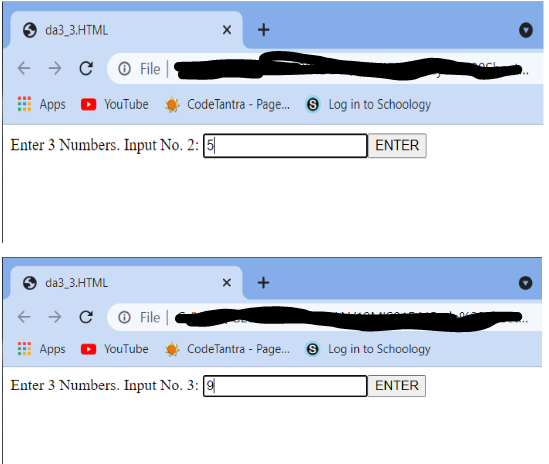 da3_3.HTML
File
Apps YouTube CodeTantra - Page... Log in to Schoology
Enter 3 Numbers. Input No. 2: 5 ENTER
da3_3.HTML
File
Apps YouTube CodeTantra - Page... Log in to Schoology
Enter 3 Numbers. Input No. 3: 9 ENTER